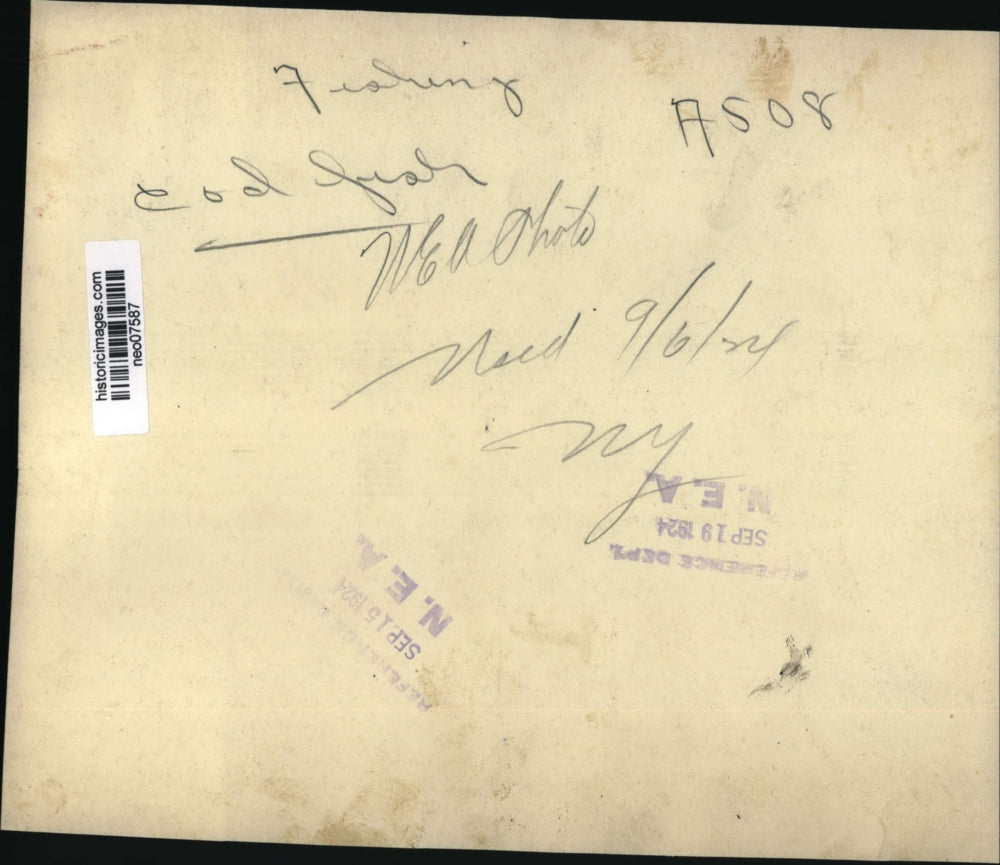 Fishing
A508
Cod fish
NEA Photo
historicimages.com
neo07587
Used 9/6/24
NY
REFERENCE DEPT.
SEP 19 1924
N. E. A.
REFERENCE
SEP 15 1924
N. E. A.